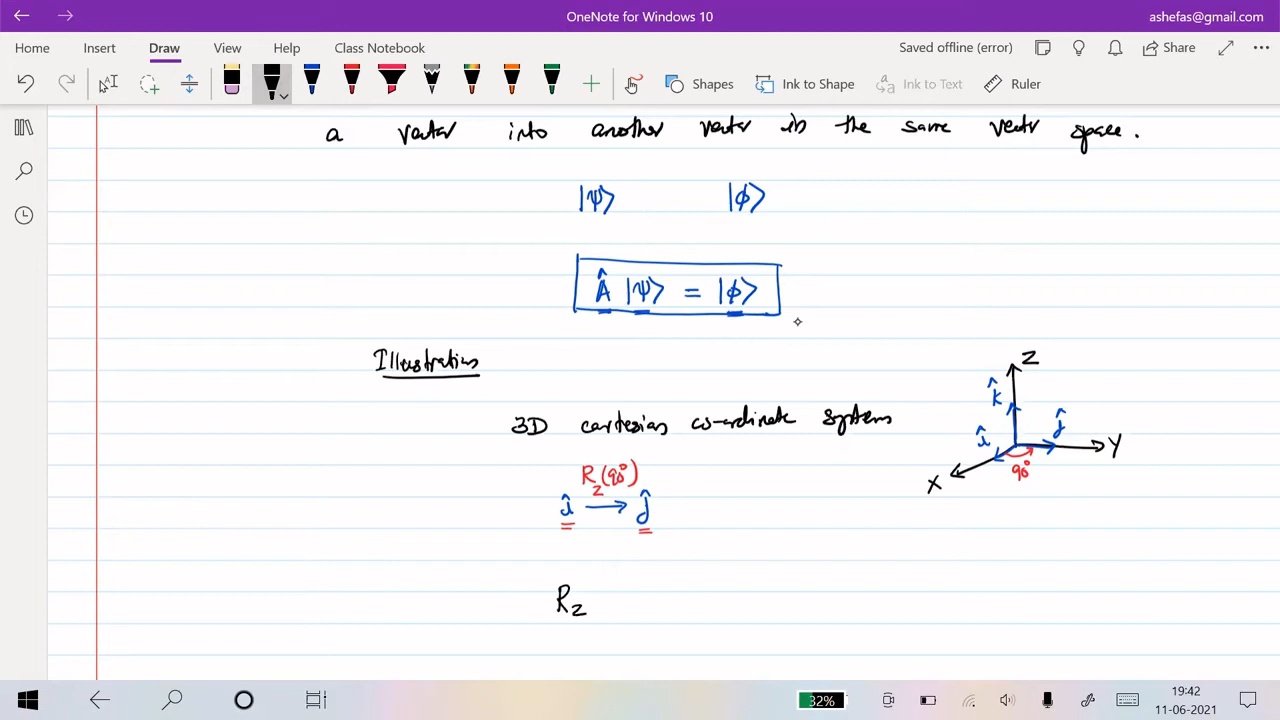 OneNote for Windows 10
ashefas@gmail.com
Home Insert Draw View Help Class Notebook
Saved offline (error) Share
Shapes Ink to Shape Ink to Text Ruler
a vector into another vector in the same vector space.
|ψ⟩ |ϕ⟩
Â |ψ⟩ = |ϕ⟩
Illustration
Z
k̂
3D cartesian co-ordinate system
ĵ
î
Y
90°
X
R_z(90°)
î → ĵ
R_z
32%
19:42
11-06-2021